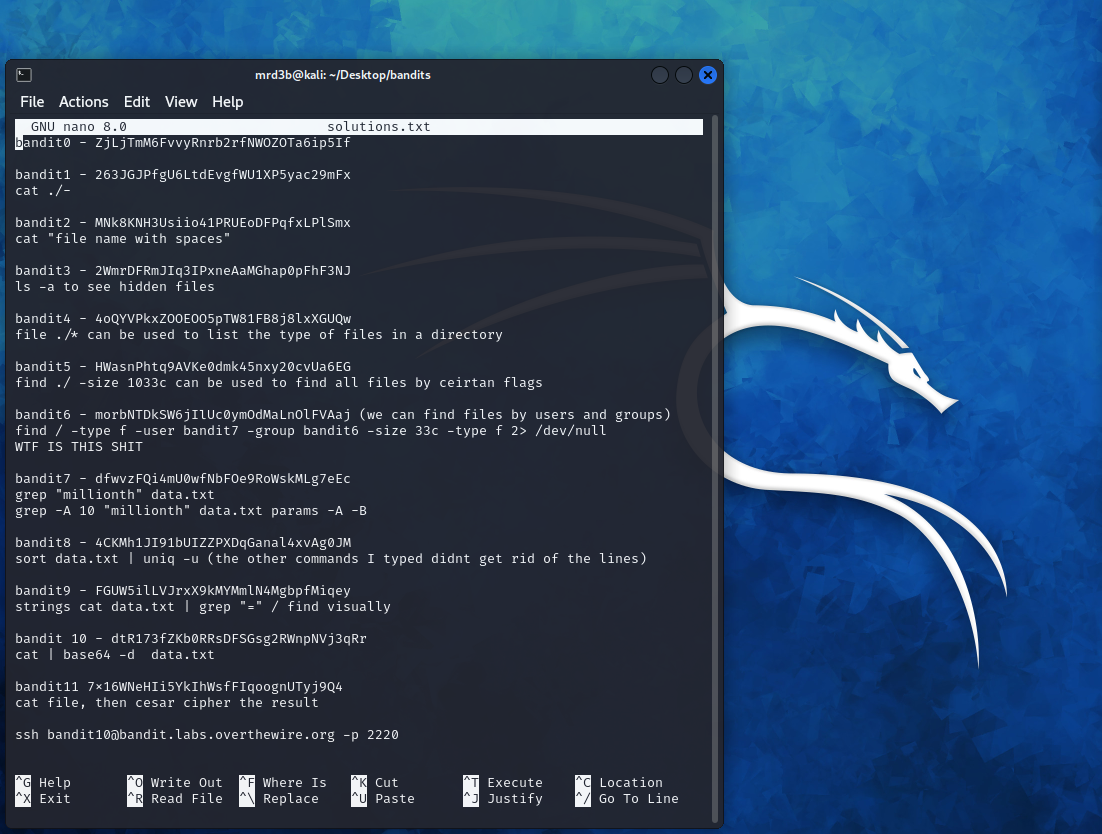 mrd3b@kali: ~/Desktop/bandits
File Actions Edit View Help
GNU nano 8.0 solutions.txt
bandit0 - ZjLjTmM6FvvyRnrb2rfNWOZOTa6ip5If
bandit1 - 263JGJPfgU6LtdEvgfWU1XP5yac29mFx
cat ./-
bandit2 - MNk8KNH3Usiio41PRUEoDFPqfxLPlSmx
cat "file name with spaces"
bandit3 - 2WmrDFRmJIq3IPxneAaMGhap0pFhF3NJ
ls -a to see hidden files
bandit4 - 4oQYVPkxZOOEOO5pTW81FB8j8lxXGUQw
file ./* can be used to list the type of files in a directory
bandit5 - HWasnPhtq9AVKe0dmk45nxy20cvUa6EG
find ./ -size 1033c can be used to find all files by ceirtan flags
bandit6 - morbNTDkSW6jIlUc0ymOdMaLnOlFVAaj (we can find files by users and groups)
find / -type f -user bandit7 -group bandit6 -size 33c -type f 2> /dev/null
WTF IS THIS SHIT
bandit7 - dfwvzFQi4mU0wfNbFOe9RoWskMLg7eEc
grep "millionth" data.txt
grep -A 10 "millionth" data.txt params -A -B
bandit8 - 4CKMh1JI91bUIZZPXDqGanal4xvAg0JM
sort data.txt | uniq -u (the other commands I typed didnt get rid of the lines)
bandit9 - FGUW5ilLVJrxX9kMYMmlN4MgbpfMiqey
strings cat data.txt | grep "=" / find visually
bandit 10 - dtR173fZKb0RRsDFSGsg2RWnpNVj3qRr
cat | base64 -d  data.txt
bandit11 7×16WNeHIi5YkIhWsfFIqoognUTyj9Q4
cat file, then cesar cipher the result
ssh bandit10@bandit.labs.overthewire.org -p 2220
^G Help ^O Write Out ^F Where Is ^K Cut ^T Execute ^C Location
^X Exit ^R Read File ^\ Replace ^U Paste ^J Justify ^/ Go To Line